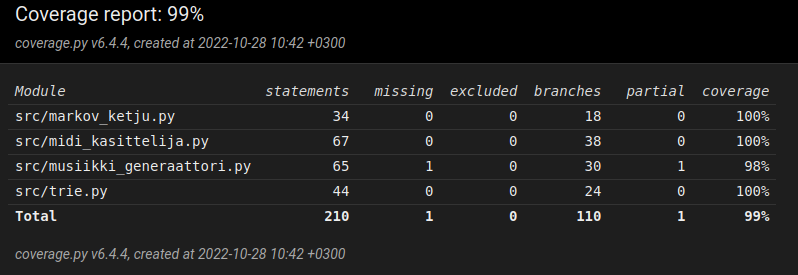 Coverage report: 99%
coverage.py v6.4.4, created at 2022-10-28 10:42 +0300
Module statements missing excluded branches partial coverage
src/markov_ketju.py 34 0 0 18 0 100%
src/midi_kasittelija.py 67 0 0 38 0 100%
src/musiikki_generaattori.py 65 1 0 30 1 98%
src/trie.py 44 0 0 24 0 100%
Total 210 1 0 110 1 99%
coverage.py v6.4.4, created at 2022-10-28 10:42 +0300